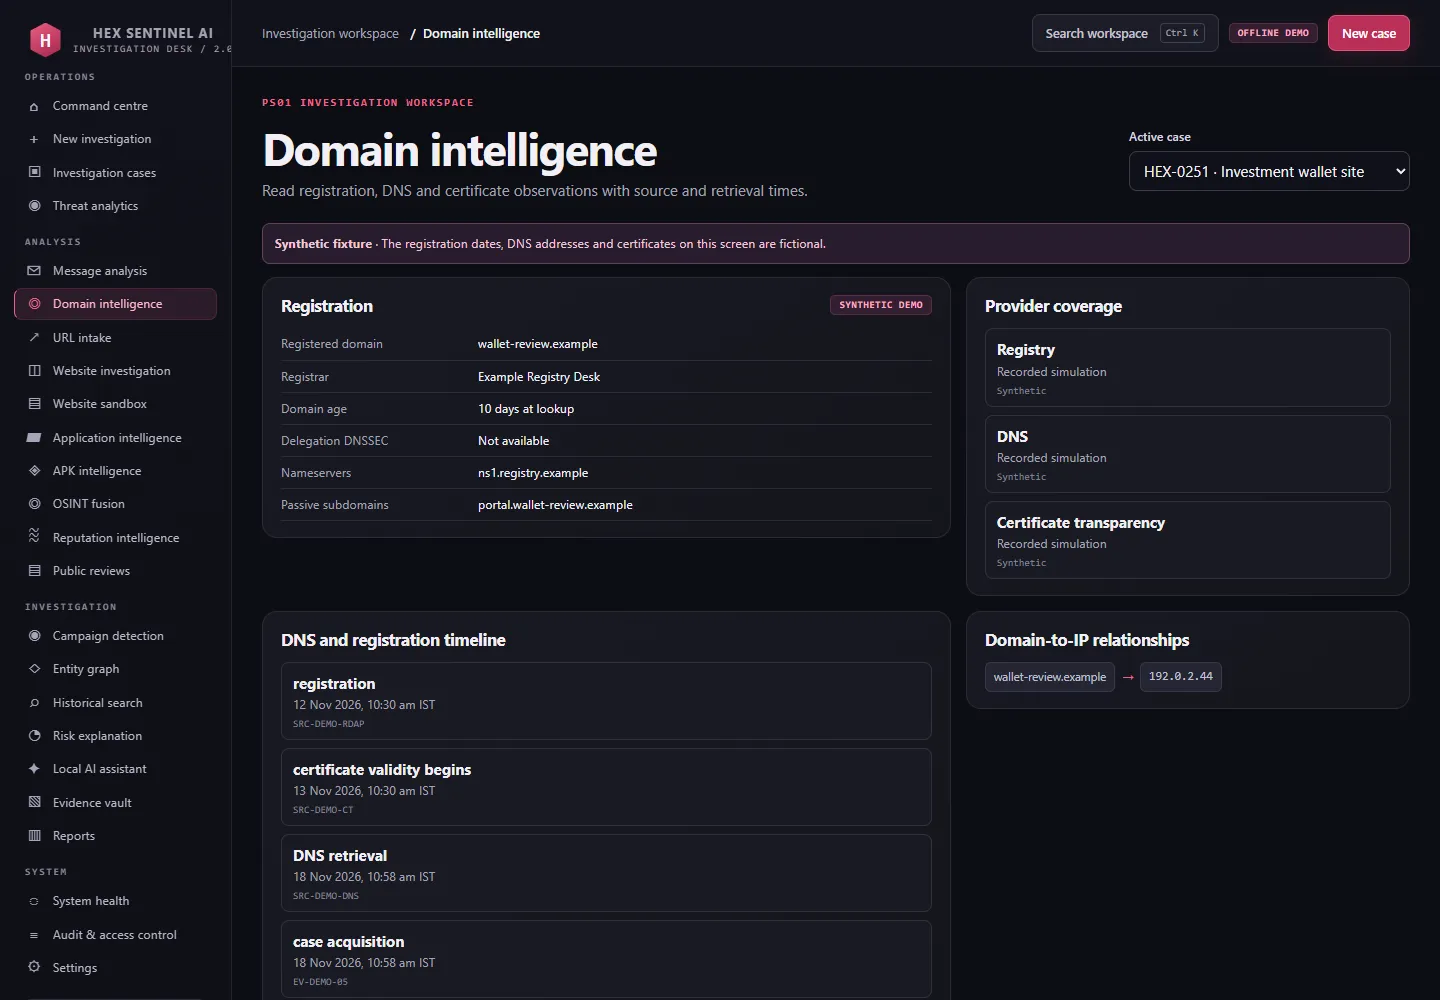 H
HEX SENTINEL AI
INVESTIGATION DESK / 2.0
OPERATIONS
Command centre
New investigation
Investigation cases
Threat analytics
ANALYSIS
Message analysis
Domain intelligence
URL intake
Website investigation
Website sandbox
Application intelligence
APK intelligence
OSINT fusion
Reputation intelligence
Public reviews
INVESTIGATION
Campaign detection
Entity graph
Historical search
Risk explanation
Local AI assistant
Evidence vault
Reports
SYSTEM
System health
Audit & access control
Settings
Investigation workspace / Domain intelligence
Search workspace Ctrl K
OFFLINE DEMO
New case
PS01 INVESTIGATION WORKSPACE
Domain intelligence
Read registration, DNS and certificate observations with source and retrieval times.
Active case
HEX-0251 · Investment wallet site
Synthetic fixture · The registration dates, DNS addresses and certificates on this screen are fictional.
Registration
SYNTHETIC DEMO
Registered domain wallet-review.example
Registrar Example Registry Desk
Domain age 10 days at lookup
Delegation DNSSEC Not available
Nameservers ns1.registry.example
Passive subdomains portal.wallet-review.example
Provider coverage
Registry
Recorded simulation
Synthetic
DNS
Recorded simulation
Synthetic
Certificate transparency
Recorded simulation
Synthetic
DNS and registration timeline
registration
12 Nov 2026, 10:30 am IST
SRC-DEMO-RDAP
certificate validity begins
13 Nov 2026, 10:30 am IST
SRC-DEMO-CT
DNS retrieval
18 Nov 2026, 10:58 am IST
SRC-DEMO-DNS
case acquisition
18 Nov 2026, 10:58 am IST
EV-DEMO-05
Domain-to-IP relationships
wallet-review.example → 192.0.2.44